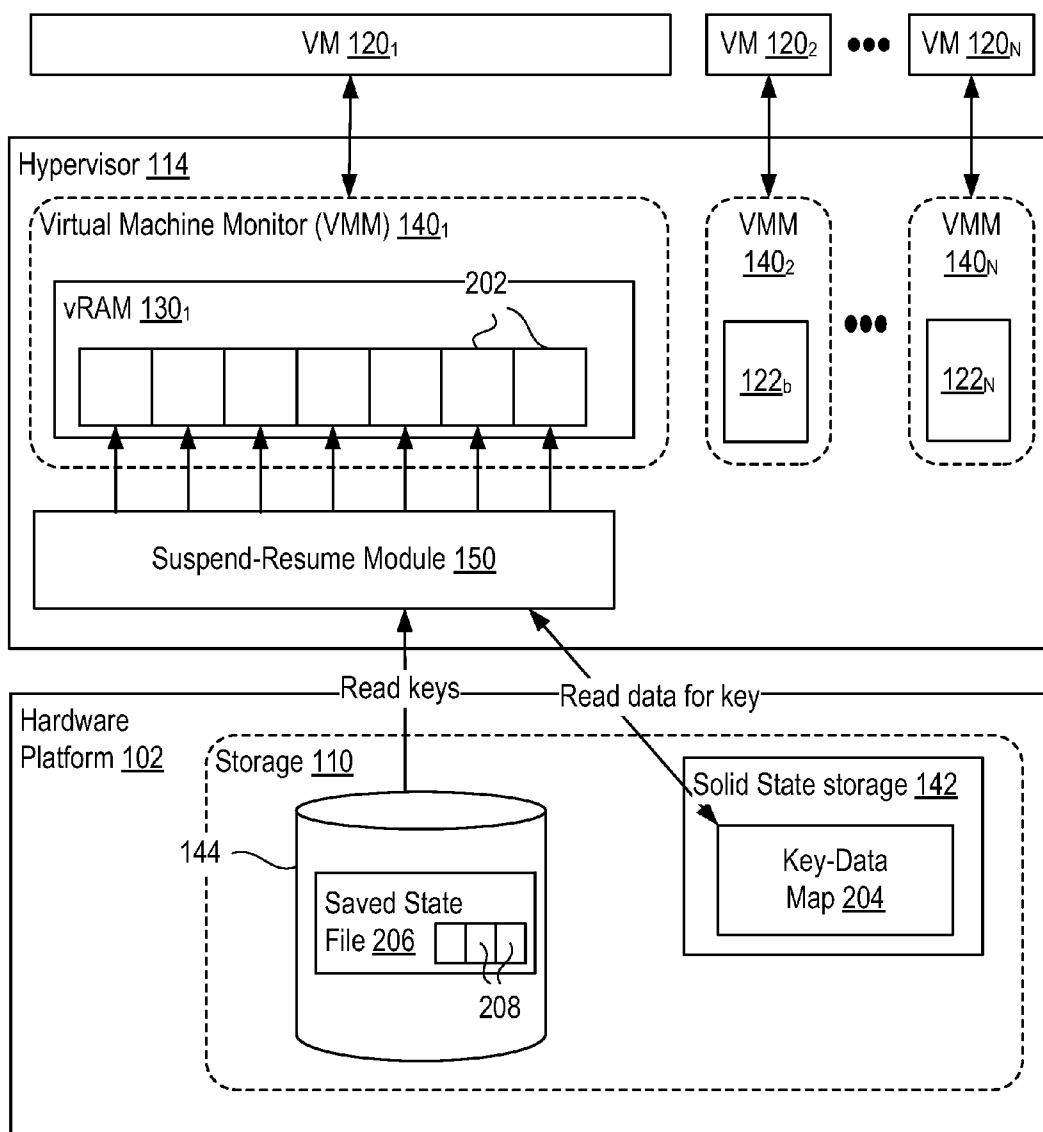 VM 120₁
VM 120₂
●●●
VM 120ₙ
Hypervisor 114
Virtual Machine Monitor (VMM) 140₁
VMM
140₂
VMM
140ₙ
202
vRAM 130₁
●●●
122b
122ₙ
Suspend-Resume Module 150
Read keys
Read data for key
Hardware
Platform 102
Storage 110
Solid State storage 142
144
Key-Data
Map 204
Saved State
File 206
208